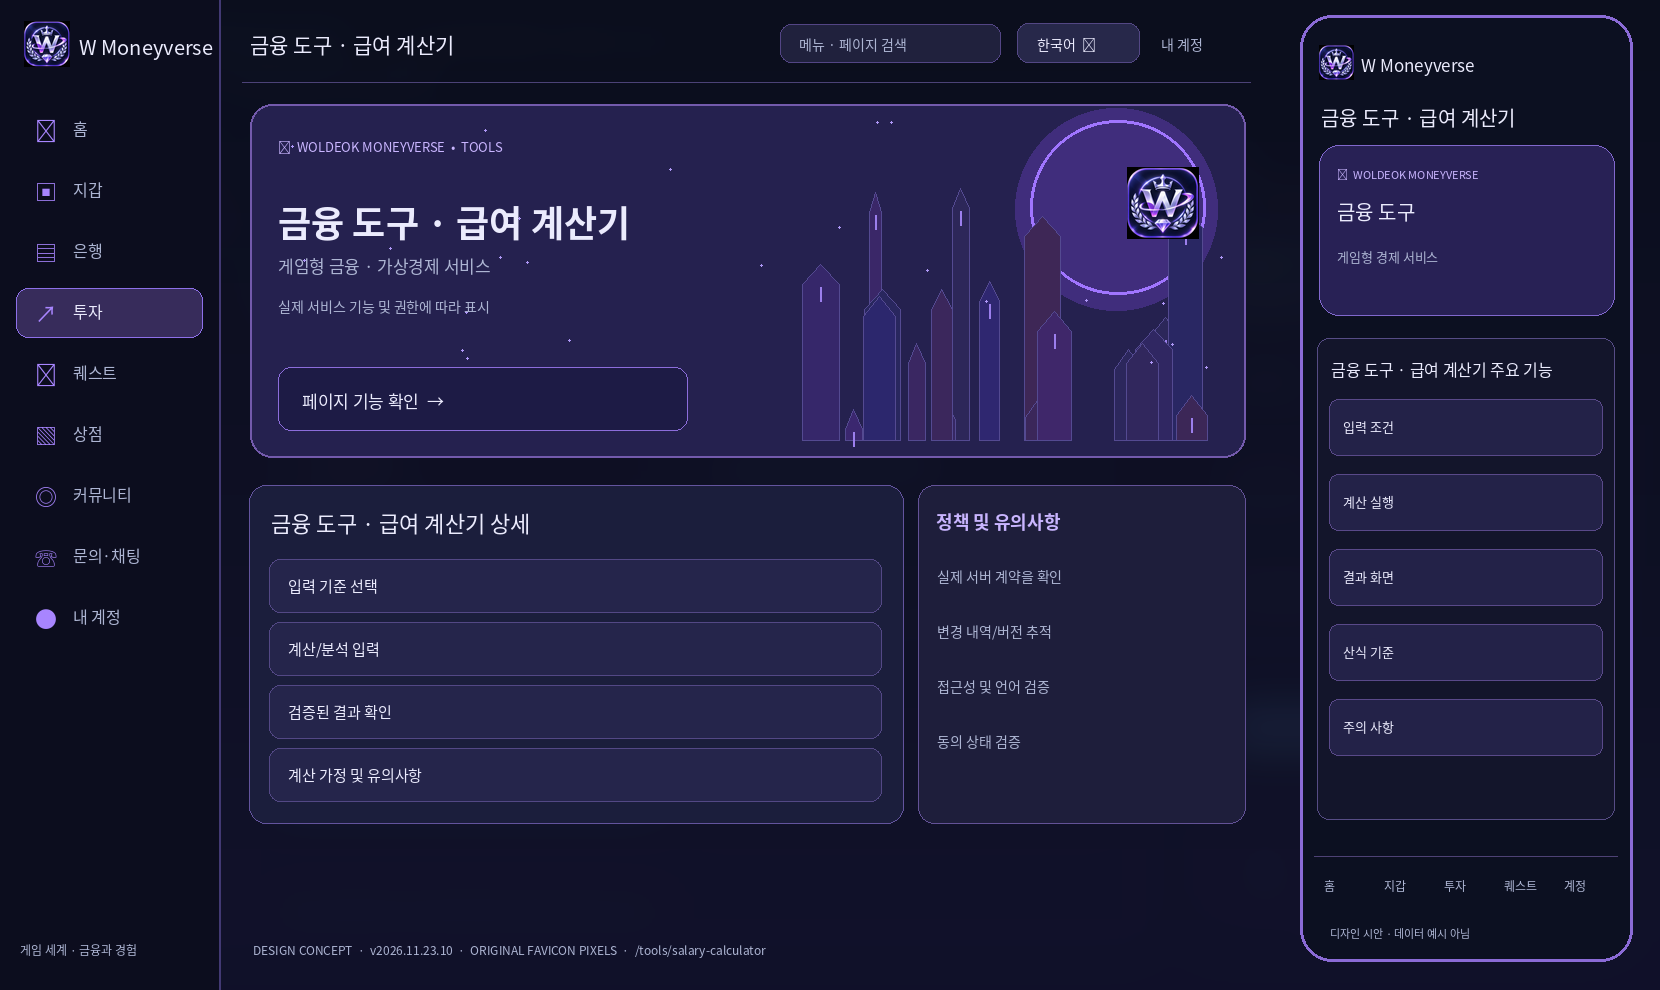 W Moneyverse
홈
지갑
은행
투자
퀘스트
상점
커뮤니티
문의·채팅
내 계정
게임 세계 · 금융과 경험
금융 도구 · 급여 계산기
메뉴 · 페이지 검색
한국어
내 계정
WOLDEOK MONEYVERSE • TOOLS
금융 도구 · 급여 계산기
게임형 금융 · 가상경제 서비스
실제 서비스 기능 및 권한에 따라 표시
페이지 기능 확인 →
W
금융 도구 · 급여 계산기 상세
입력 기준 선택
계산/분석 입력
검증된 결과 확인
계산 가정 및 유의사항
정책 및 유의사항
실제 서버 계약을 확인
변경 내역/버전 추적
접근성 및 언어 검증
동의 상태 검증
DESIGN CONCEPT · v2026.11.23.10 · ORIGINAL FAVICON PIXELS · /tools/salary-calculator
W Moneyverse
금융 도구 · 급여 계산기
WOLDEOK MONEYVERSE
금융 도구
게임형 경제 서비스
금융 도구 · 급여 계산기 주요 기능
입력 조건
계산 실행
결과 화면
산식 기준
주의 사항
홈 지갑 투자 퀘스트 계정
디자인 시안 · 데이터 예시 아님